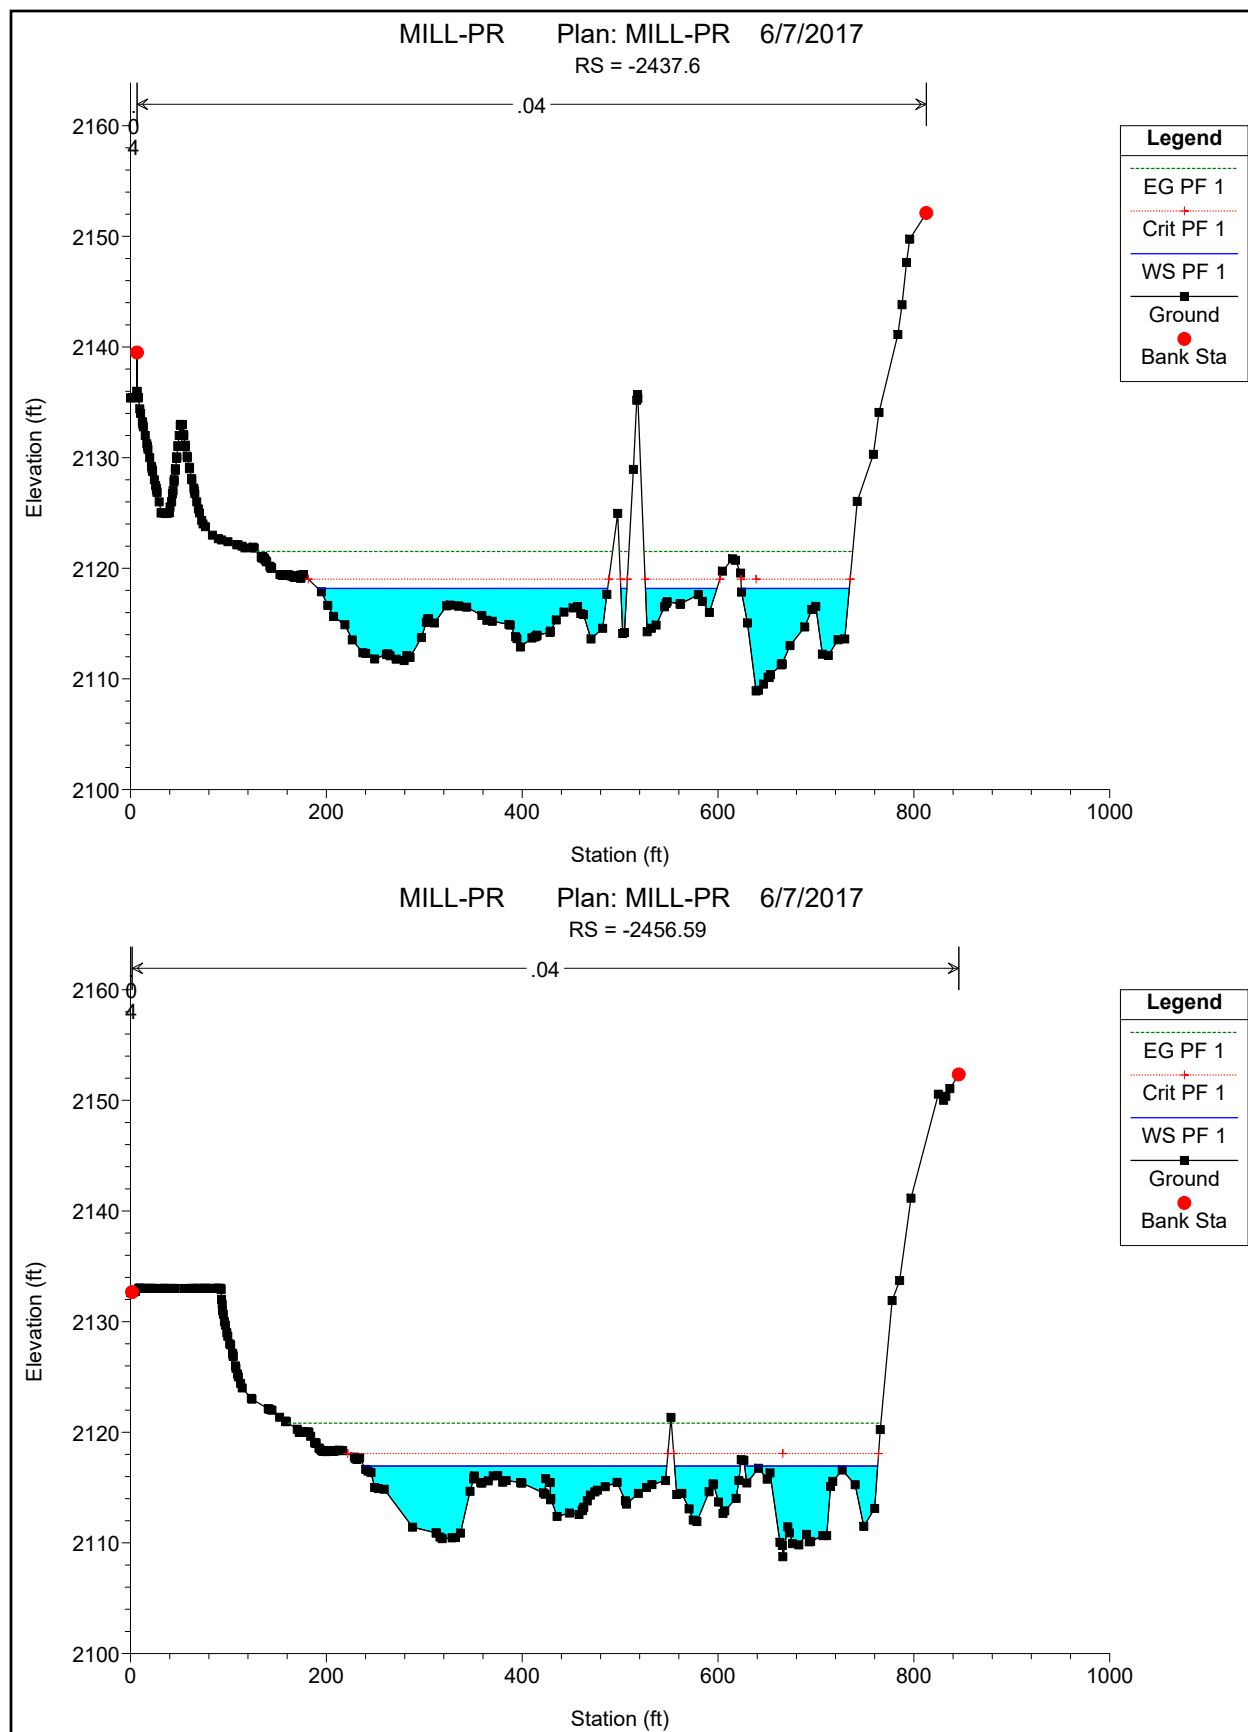 MILL-PR Plan: MILL-PR 6/7/2017
RS = -2437.6
.04
.04
2160
2150
2140
2130
2120
2110
2100
Elevation (ft)
0 200 400 600 800 1000
Station (ft)
Legend
EG PF 1
Crit PF 1
WS PF 1
Ground
Bank Sta
MILL-PR Plan: MILL-PR 6/7/2017
RS = -2456.59
.04
.04
2160
2150
2140
2130
2120
2110
2100
Elevation (ft)
0 200 400 600 800 1000
Station (ft)
Legend
EG PF 1
Crit PF 1
WS PF 1
Ground
Bank Sta